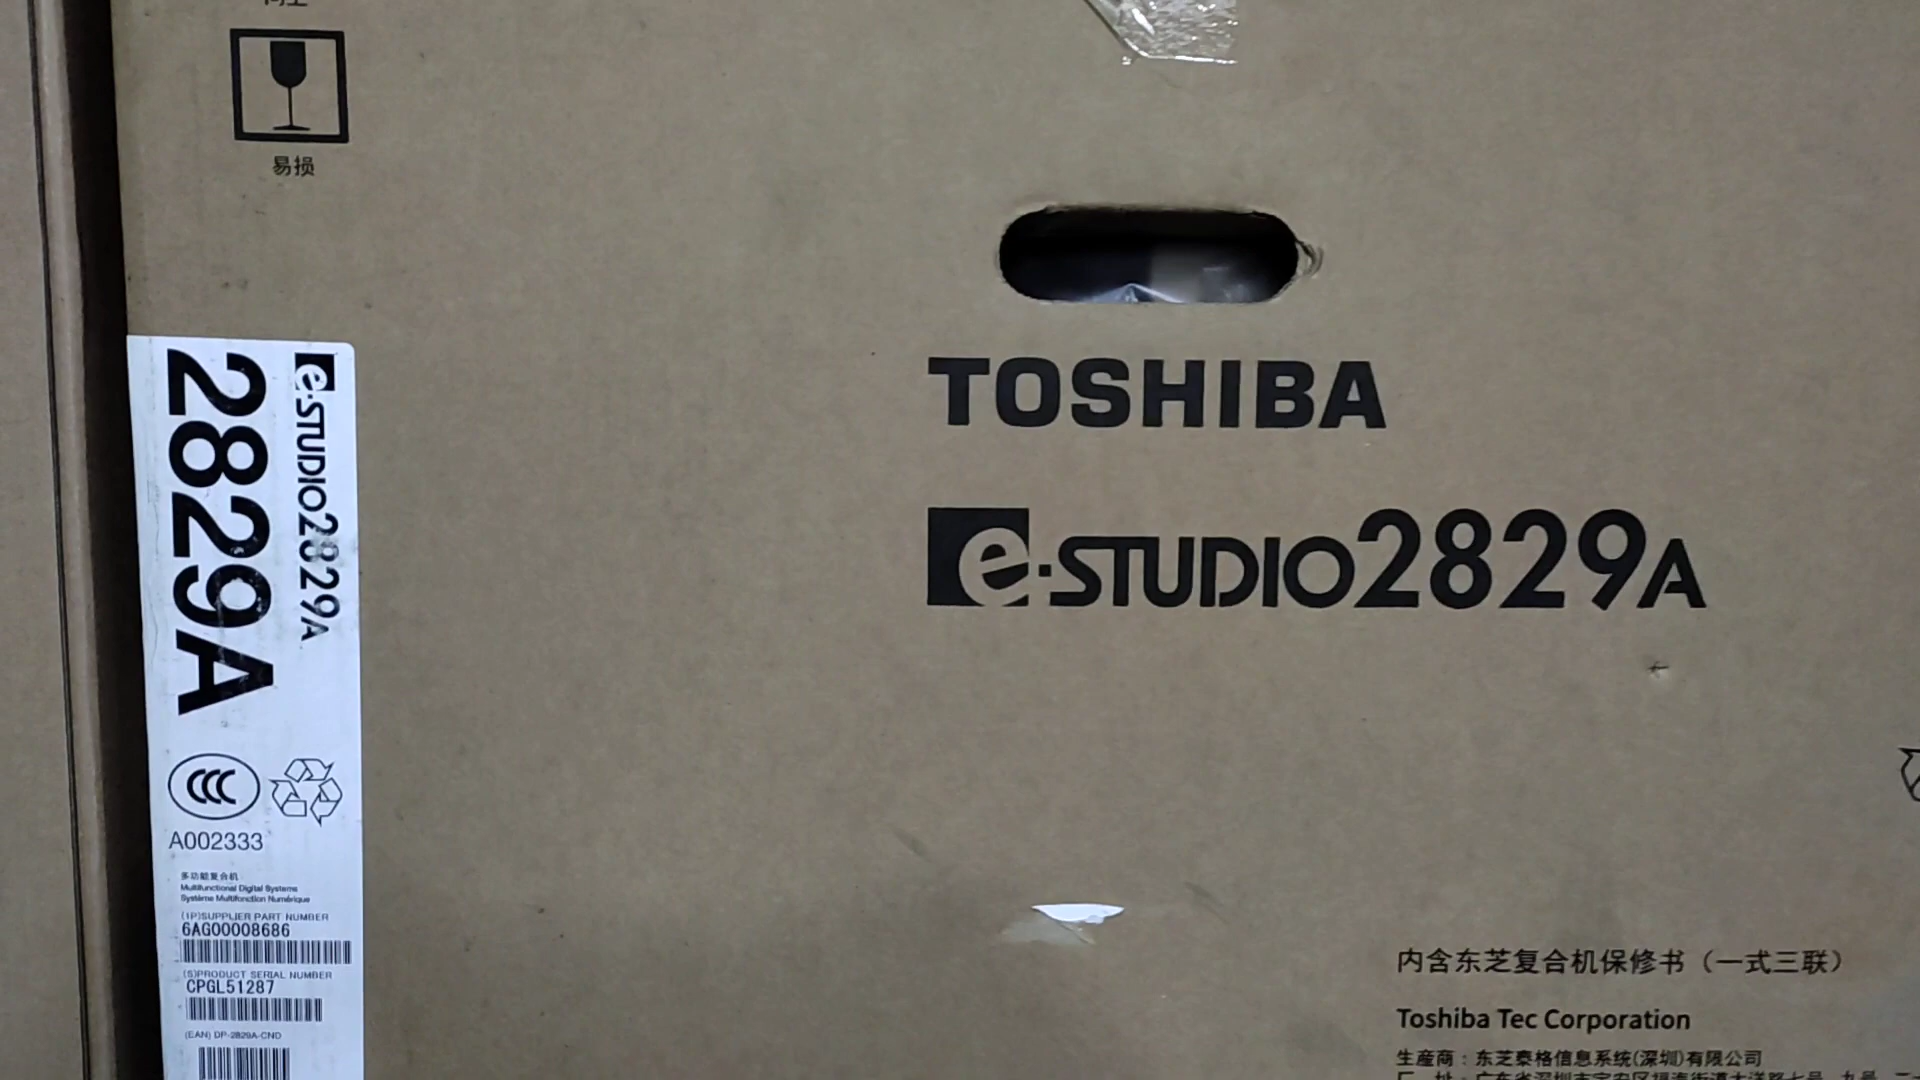 易损
TOSHIBA
e·STUDIO2829A
e·STUDIO2829A
2829A
A002333
多功能复合机
Multifunctional Digital Systems
Système Multifonction Numérique
(1P)SUPPLIER PART NUMBER
6AG00008686
(S)PRODUCT SERIAL NUMBER
CPGL51287
(EAN) DP-2829A-CND
内含东芝复合机保修书（一式三联）
Toshiba Tec Corporation
生産商：东芝泰格信息系统(深圳)有限公司